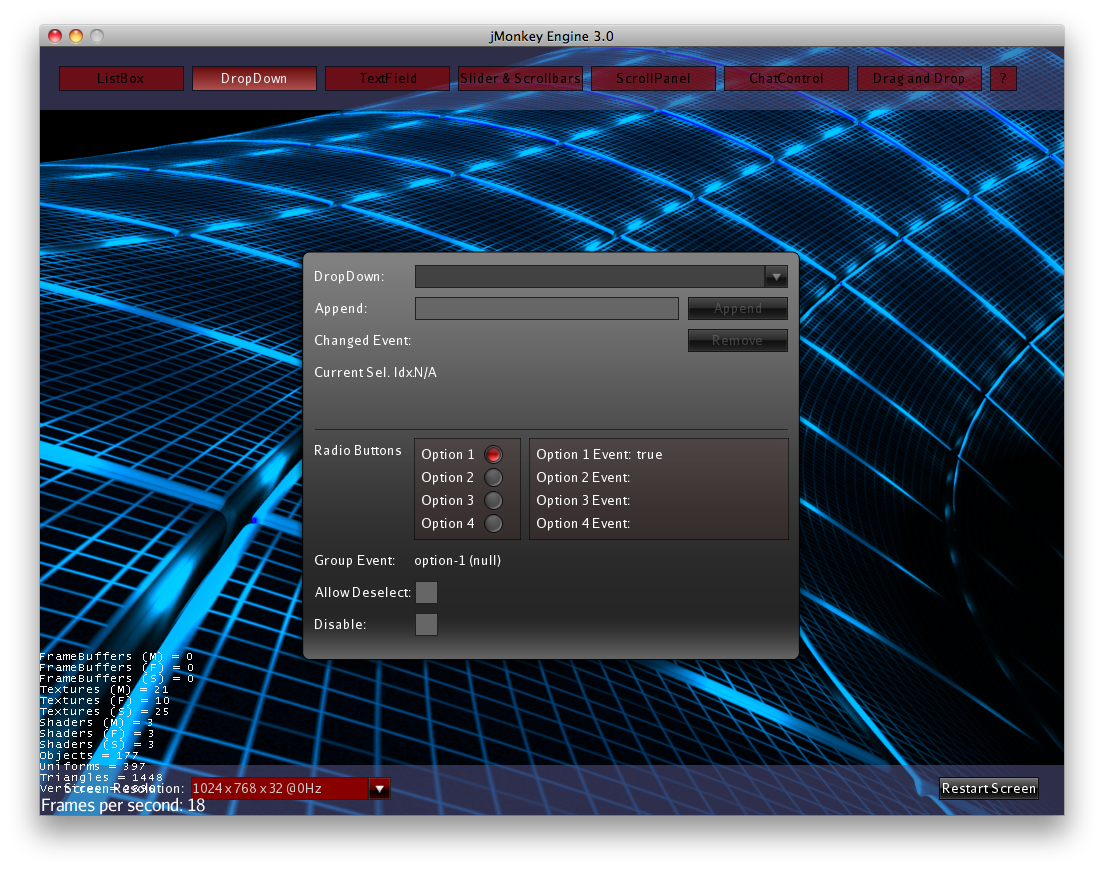 jMonkey Engine 3.0
ListBox DropDown TextField Slider & Scrollbars ScrollPanel ChatControl Drag and Drop ?
DropDown:
Append: Append
Changed Event: Remove
Current Sel. Idx.N/A
Radio Buttons
Option 1 Option 1 Event: true
Option 2 Option 2 Event:
Option 3 Option 3 Event:
Option 4 Option 4 Event:
Group Event: option-1 (null)
Allow Deselect:
Disable:
FrameBuffers (M) = 0
FrameBuffers (F) = 0
FrameBuffers (S) = 0
Textures (M) = 21
Textures (F) = 10
Textures (S) = 25
Shaders (M) = 3
Shaders (F) = 3
Shaders (S) = 3
Objects = 177
Uniforms = 397
Triangles = 1448
Screen Resolution: 1024 x 768 x 32 @0Hz Restart Screen
Frames per second: 18